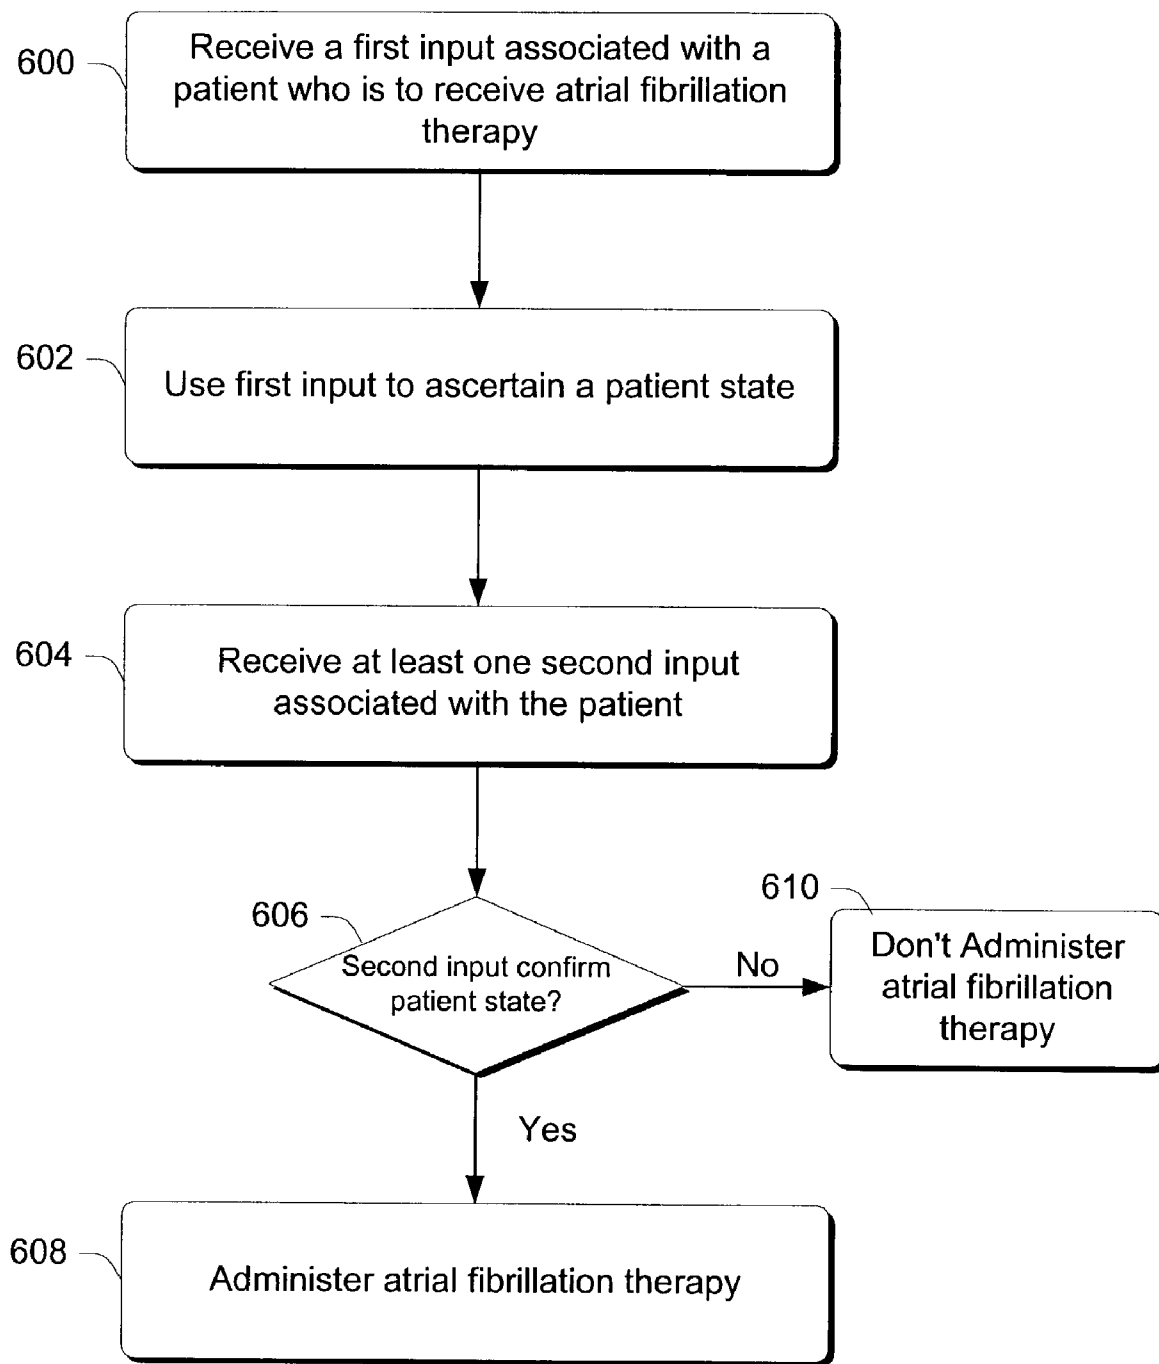 600
Receive a first input associated with a
patient who is to receive atrial fibrillation
therapy
602
Use first input to ascertain a patient state
604
Receive at least one second input
associated with the patient
606
Second input confirm
patient state?
No
610
Don't Administer
atrial fibrillation
therapy
Yes
608
Administer atrial fibrillation therapy